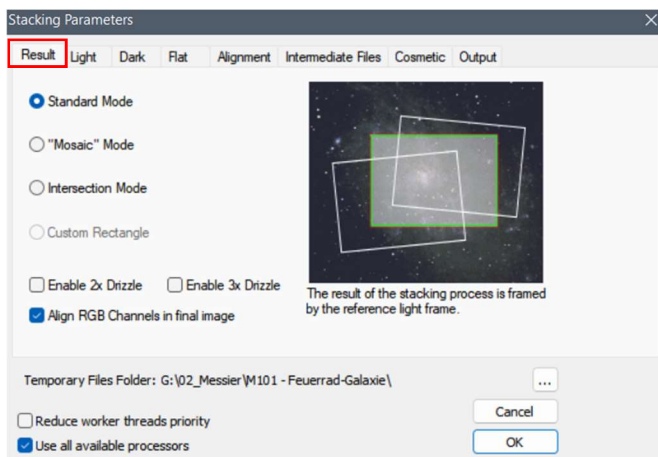 Stacking Parameters
Result Light Dark Flat Alignment Intermediate Files Cosmetic Output
Standard Mode
"Mosaic" Mode
Intersection Mode
Custom Rectangle
Enable 2x Drizzle Enable 3x Drizzle
Align RGB Channels in final image
The result of the stacking process is framed
by the reference light frame.
Temporary Files Folder: G:\02_Messier\M101 - Feuerrad-Galaxie\
...
Reduce worker threads priority
Use all available processors
Cancel
OK